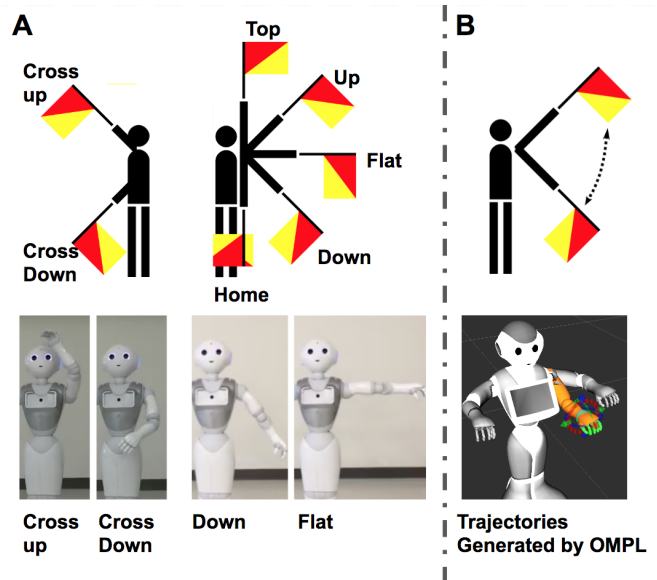 A
B
Top
Cross
up
Up
Flat
Cross
Down
Down
Home
Cross
up
Cross
Down
Down
Flat
Trajectories
Generated by OMPL